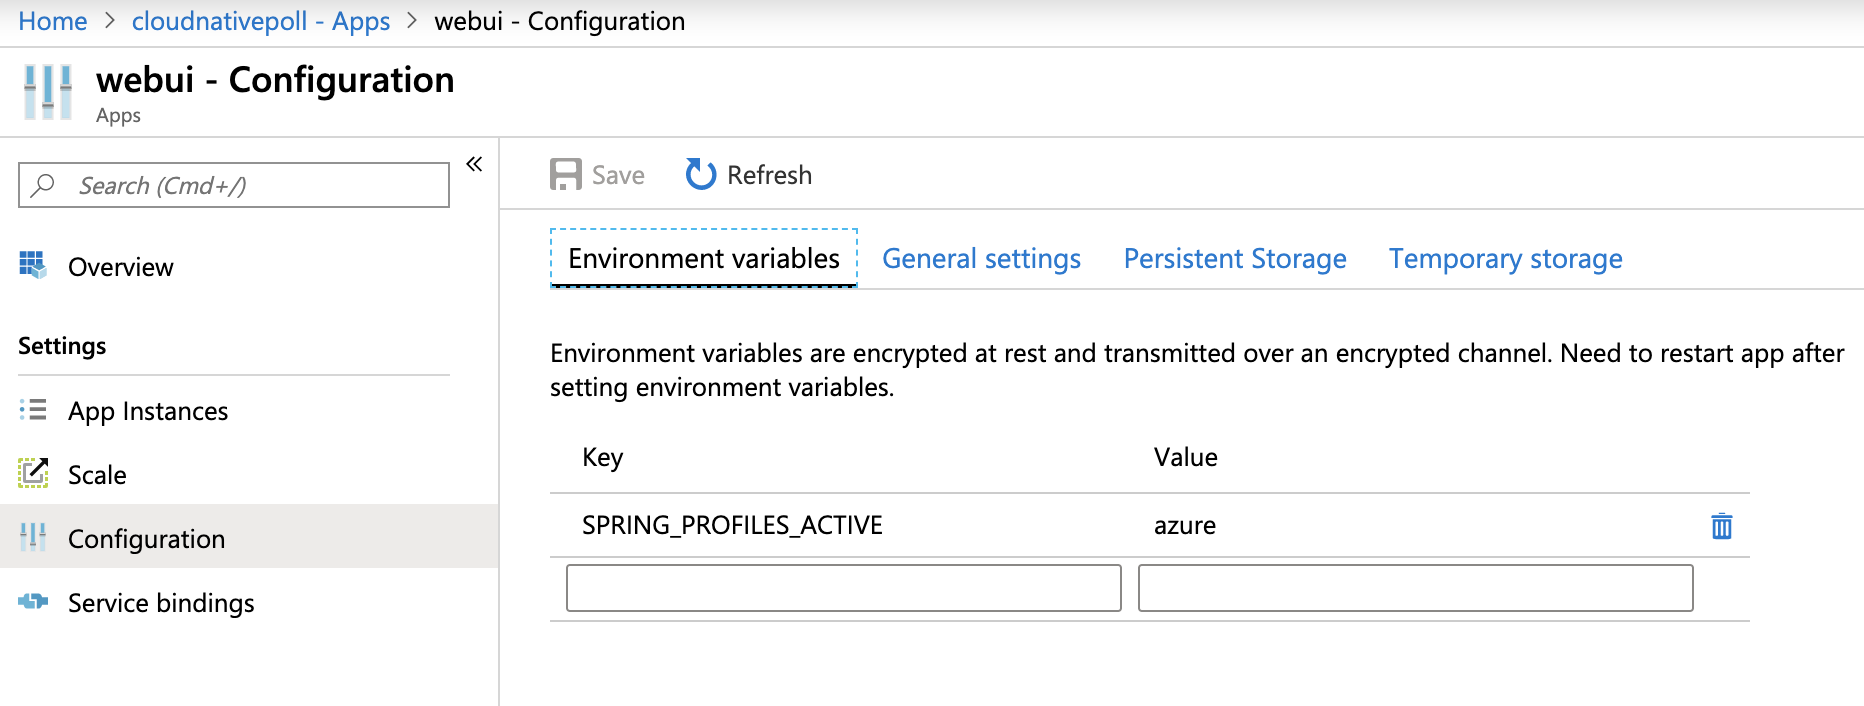 Home > cloudnativepoll - Apps > webui - Configuration
webui - Configuration
Apps
Search (Cmd+/)
«
Overview
Settings
App Instances
Scale
Configuration
Service bindings
Save Refresh
Environment variables General settings Persistent Storage Temporary storage
Environment variables are encrypted at rest and transmitted over an encrypted channel. Need to restart app after
setting environment variables.
Key Value
SPRING_PROFILES_ACTIVE azure